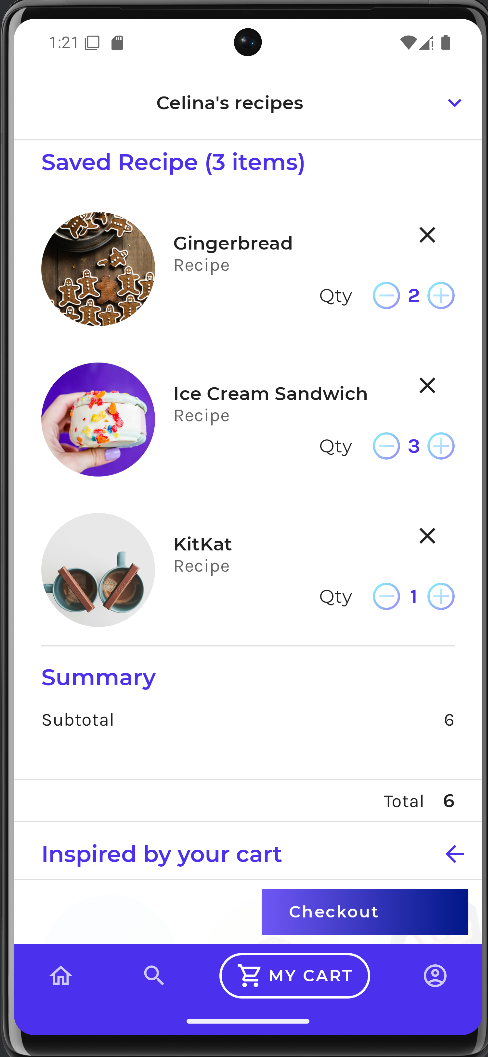 1:21
Celina's recipes
Saved Recipe (3 items)
Gingerbread
Recipe
Qty 2
Ice Cream Sandwich
Recipe
Qty 3
KitKat
Recipe
Qty 1
Summary
Subtotal 6
Total 6
Inspired by your cart
Checkout
MY CART